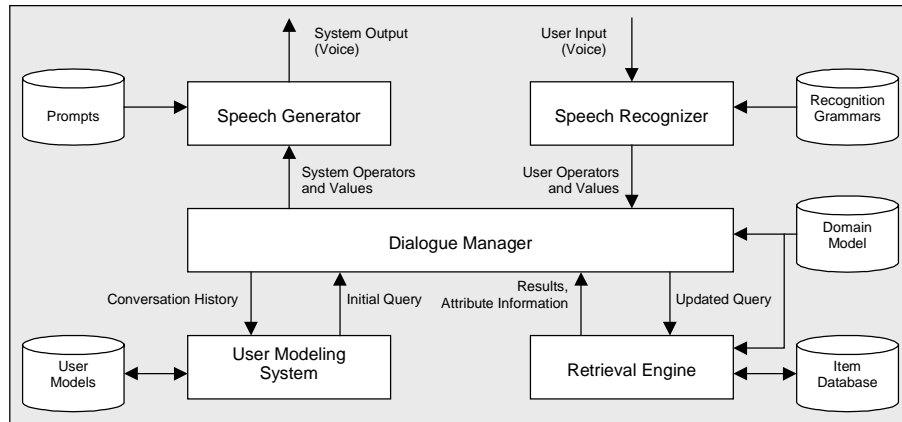 System Output
(Voice)
User Input
(Voice)
Prompts
Speech Generator
Speech Recognizer
Recognition
Grammars
System Operators
and Values
User Operators
and Values
Dialogue Manager
Domain
Model
Conversation History
Initial Query
Results,
Attribute Information
Updated Query
User
Models
User Modeling
System
Retrieval Engine
Item
Database